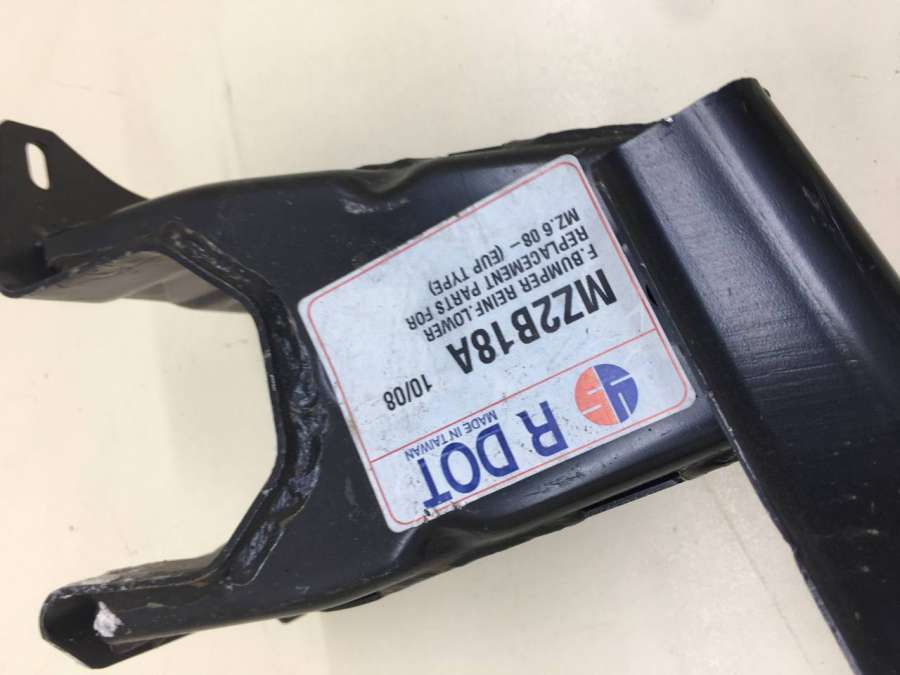 R DOT
MADE IN TAIWAN
MZ2B18A 10/08
F.BUMPER REINF.LOWER
REPLACEMENT PARTS FOR
MZ.6 08 – (EUP TYPE)